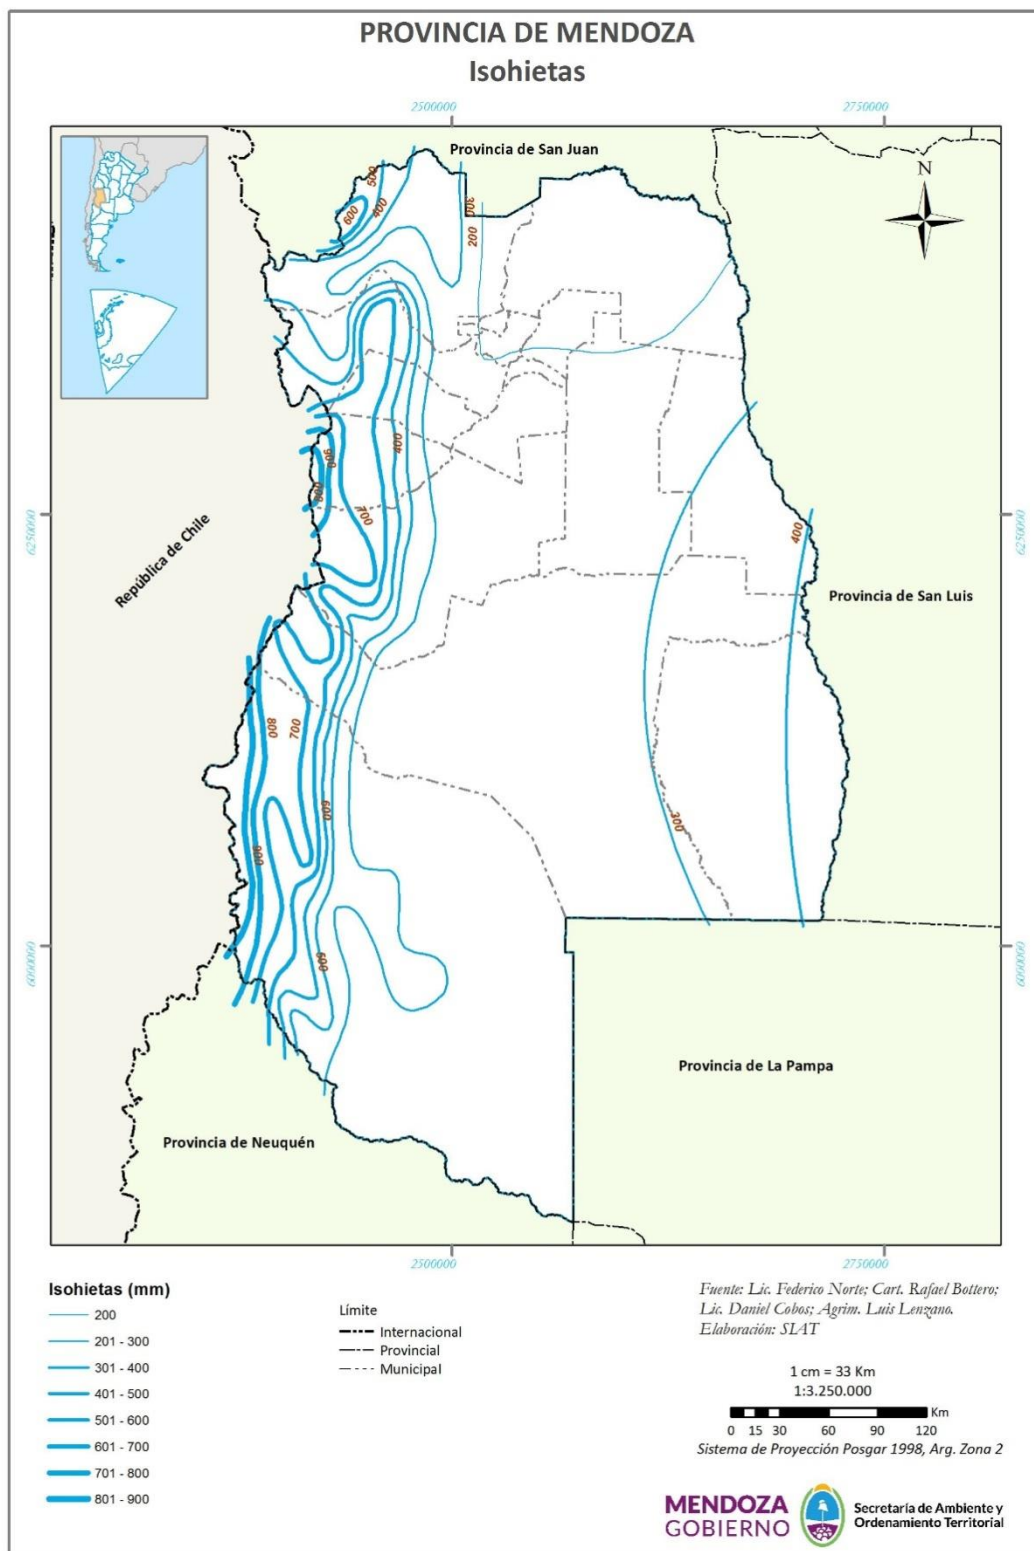 PROVINCIA DE MENDOZA
Isohietas
2500000
2750000
Provincia de San Juan
N
500
600
400
300
200
400
900
800
700
6250000
6250000
República de Chile
400
Provincia de San Luis
800
700
600
300
900
600
6000000
6000000
Provincia de La Pampa
Provincia de Neuquén
2500000
2750000
Isohietas (mm)
200
201 - 300
301 - 400
401 - 500
501 - 600
601 - 700
701 - 800
801 - 900
Límite
Internacional
Provincial
Municipal
Fuente: Lic. Federico Norte; Cart. Rafael Bottero;
Lic. Daniel Cobos; Agrim. Luis Lenzano.
Elaboración: SIAT
1 cm = 33 Km
1:3.250.000
Km
0 15 30 60 90 120
Sistema de Proyección Posgar 1998, Arg. Zona 2
MENDOZA
GOBIERNO
Secretaría de Ambiente y
Ordenamiento Territorial